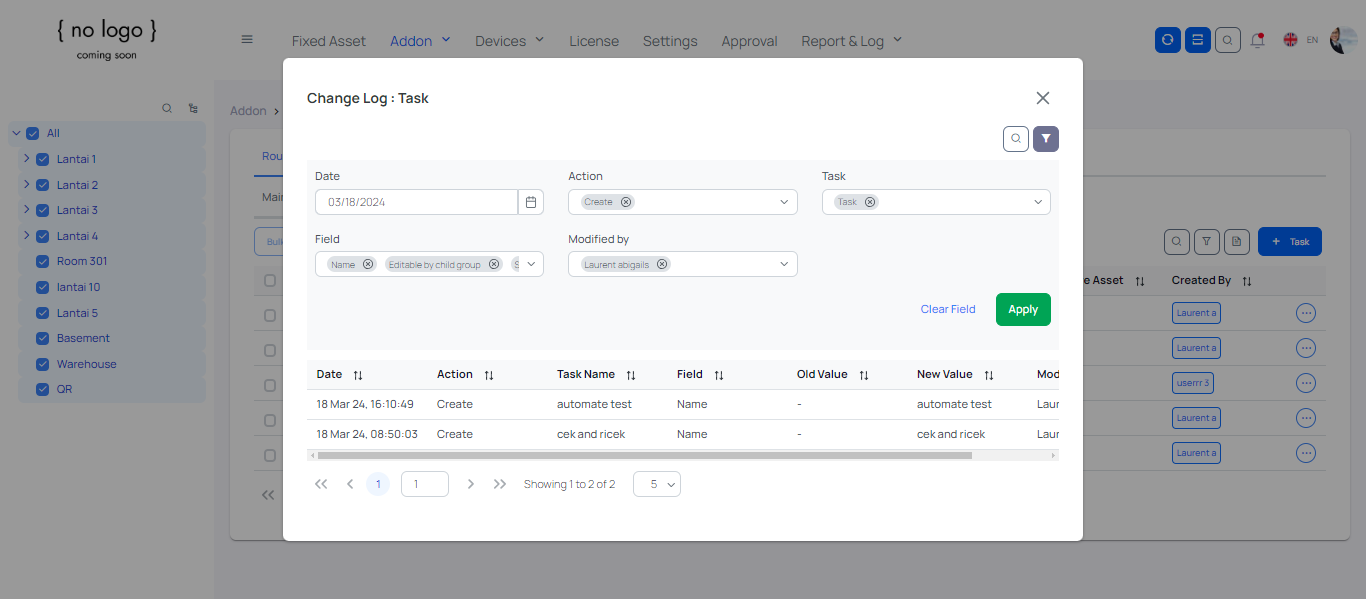 { no logo }
coming soon
Fixed Asset Addon Devices License Settings Approval Report & Log EN
All
Lantai 1
Lantai 2
Lantai 3
Lantai 4
Room 301
lantai 10
Lantai 5
Basement
Warehouse
QR
Addon >
Rou
Mair
Bulk
Task
e Asset Created By
Laurent a
Laurent a
userrr 3
Laurent a
Laurent a
Change Log : Task
Date Action Task
03/18/2024 Create Task
Field Modified by
Name Editable by child group S Laurent abigails
Clear Field Apply
Date Action Task Name Field Old Value New Value Mod
18 Mar 24, 16:10:49 Create automate test Name - automate test Laur
18 Mar 24, 08:50:03 Create cek and ricek Name - cek and ricek Laur
1 1 Showing 1 to 2 of 2 5